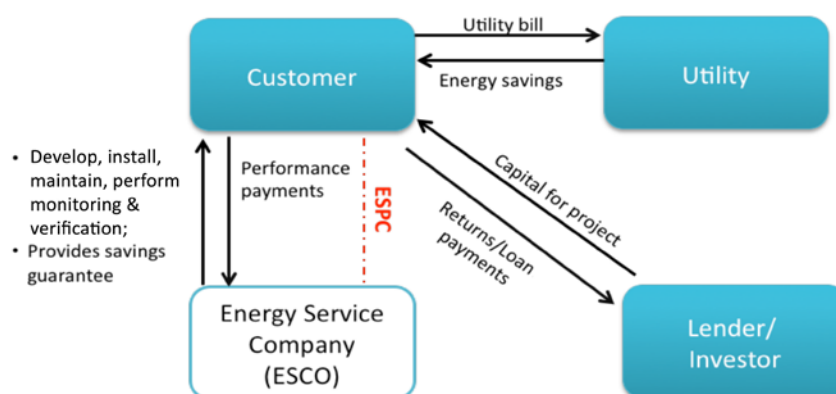 Utility bill
Customer
Utility
Energy savings
• Develop, install,
maintain, perform
monitoring &
verification;
• Provides savings
guarantee
Performance
payments
ESPC
Capital for project
Returns/Loan
payments
Energy Service
Company
(ESCO)
Lender/
Investor